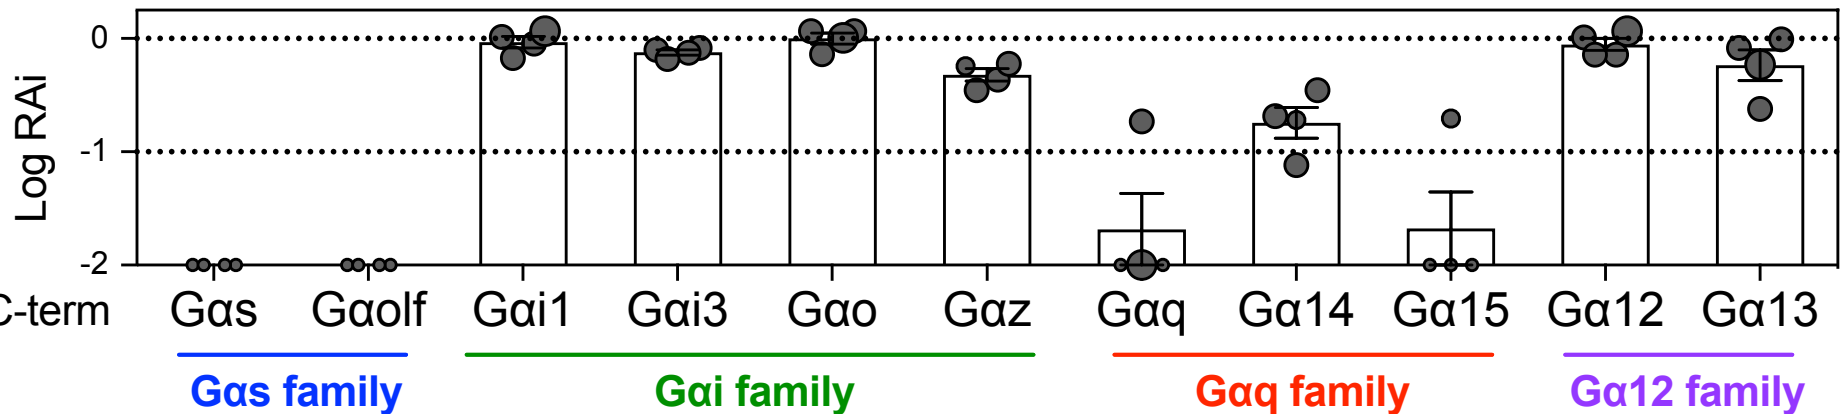 Log RAi
0
-1
-2
C-term Gαs Gαolf Gαi1 Gαi3 Gαo Gαz Gαq Gα14 Gα15 Gα12 Gα13
Gαs family Gαi family Gαq family Gα12 family